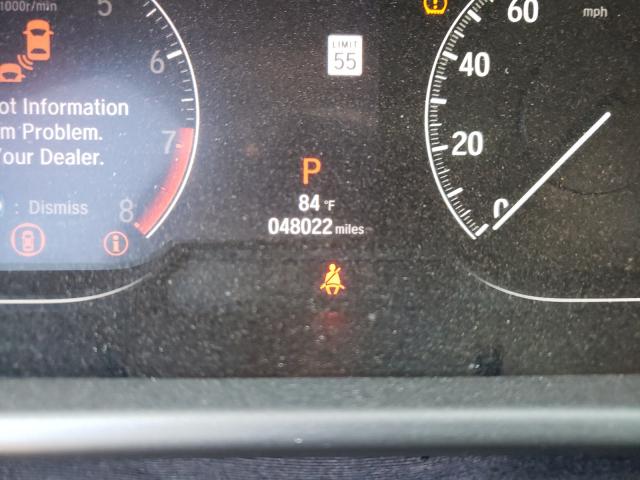 1000r/min
5
60
mph
LIMIT
55
6
40
ot Information
m Problem.
our Dealer.
7
20
P
84 °F
: Dismiss
8
0
048022 miles
i